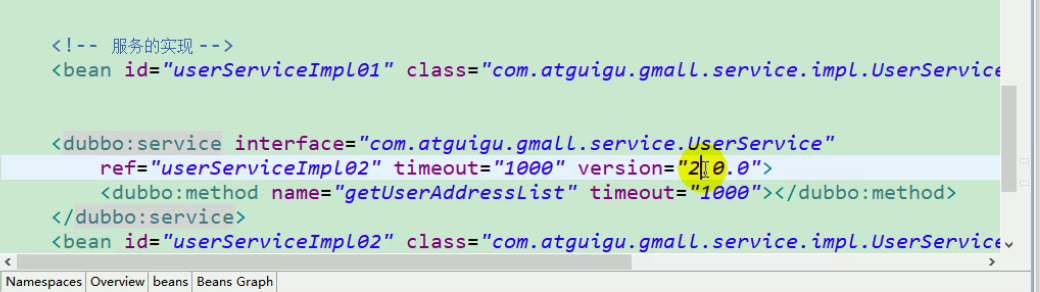 <!-- 服务的实现 -->
<bean id="userServiceImpl01" class="com.atguigu.gmall.service.impl.UserService
<dubbo:service interface="com.atguigu.gmall.service.UserService"
ref="userServiceImpl02" timeout="1000" version="2.0.0">
<dubbo:method name="getUserAddressList" timeout="1000"></dubbo:method>
</dubbo:service>
<bean id="userServiceImpl02" class="com.atguigu.gmall.service.impl.UserService
Namespaces Overview beans Beans Graph